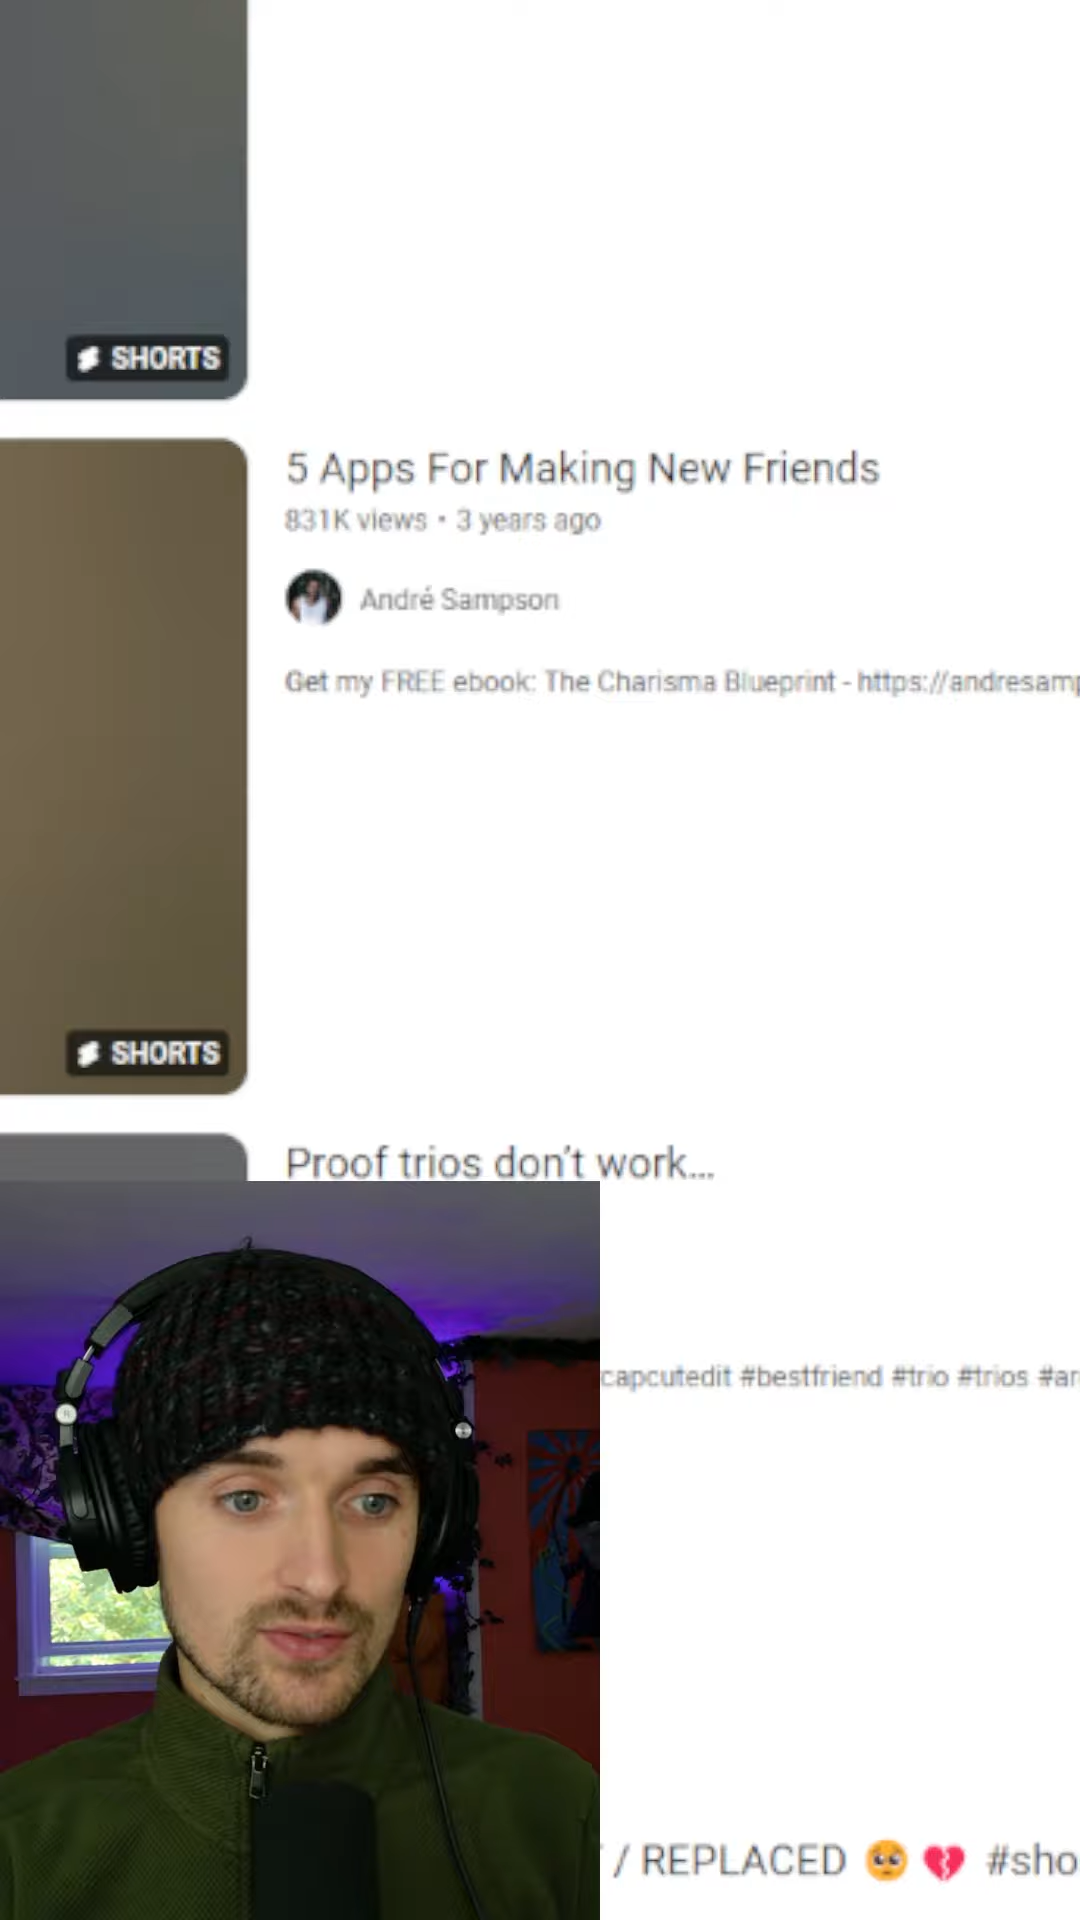 SHORTS
5 Apps For Making New Friends
831K views • 3 years ago
André Sampson
Get my FREE ebook: The Charisma Blueprint - https://andresamp
SHORTS
Proof trios don't work...
capcutedit #bestfriend #trio #trios #ar
/ REPLACED 🥺 💔 #sho